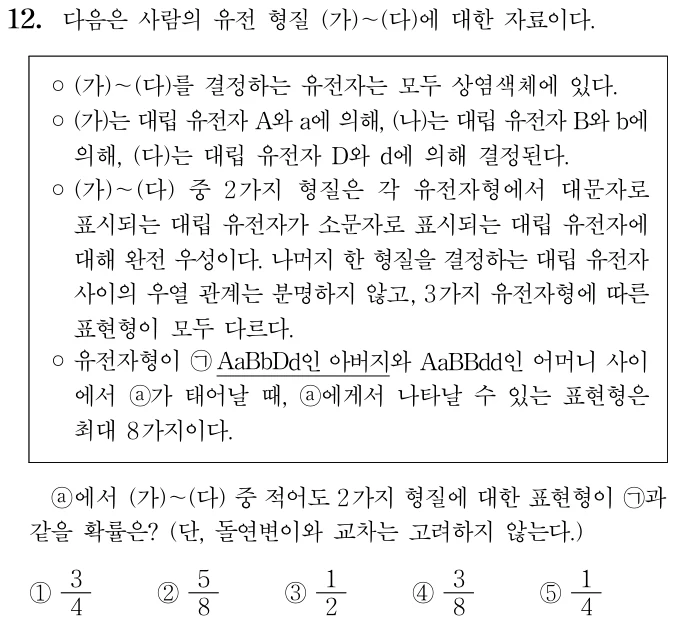 12. 다음은 사람의 유전 형질 (가)~(다)에 대한 자료이다.
○ (가)~(다)를 결정하는 유전자는 모두 상염색체에 있다.
○ (가)는 대립 유전자 A와 a에 의해, (나)는 대립 유전자 B와 b에
의해, (다)는 대립 유전자 D와 d에 의해 결정된다.
○ (가)~(다) 중 2가지 형질은 각 유전자형에서 대문자로
표시되는 대립 유전자가 소문자로 표시되는 대립 유전자에
대해 완전 우성이다. 나머지 한 형질을 결정하는 대립 유전자
사이의 우열 관계는 분명하지 않고, 3가지 유전자형에 따른
표현형이 모두 다르다.
○ 유전자형이 ㉠ AaBbDd인 아버지와 AaBBdd인 어머니 사이
에서 ⓐ가 태어날 때, ⓐ에게서 나타날 수 있는 표현형은
최대 8가지이다.
ⓐ에서 (가)~(다) 중 적어도 2가지 형질에 대한 표현형이 ㉠과
같을 확률은? (단, 돌연변이와 교차는 고려하지 않는다.)
① 3/4 ② 5/8 ③ 1/2 ④ 3/8 ⑤ 1/4